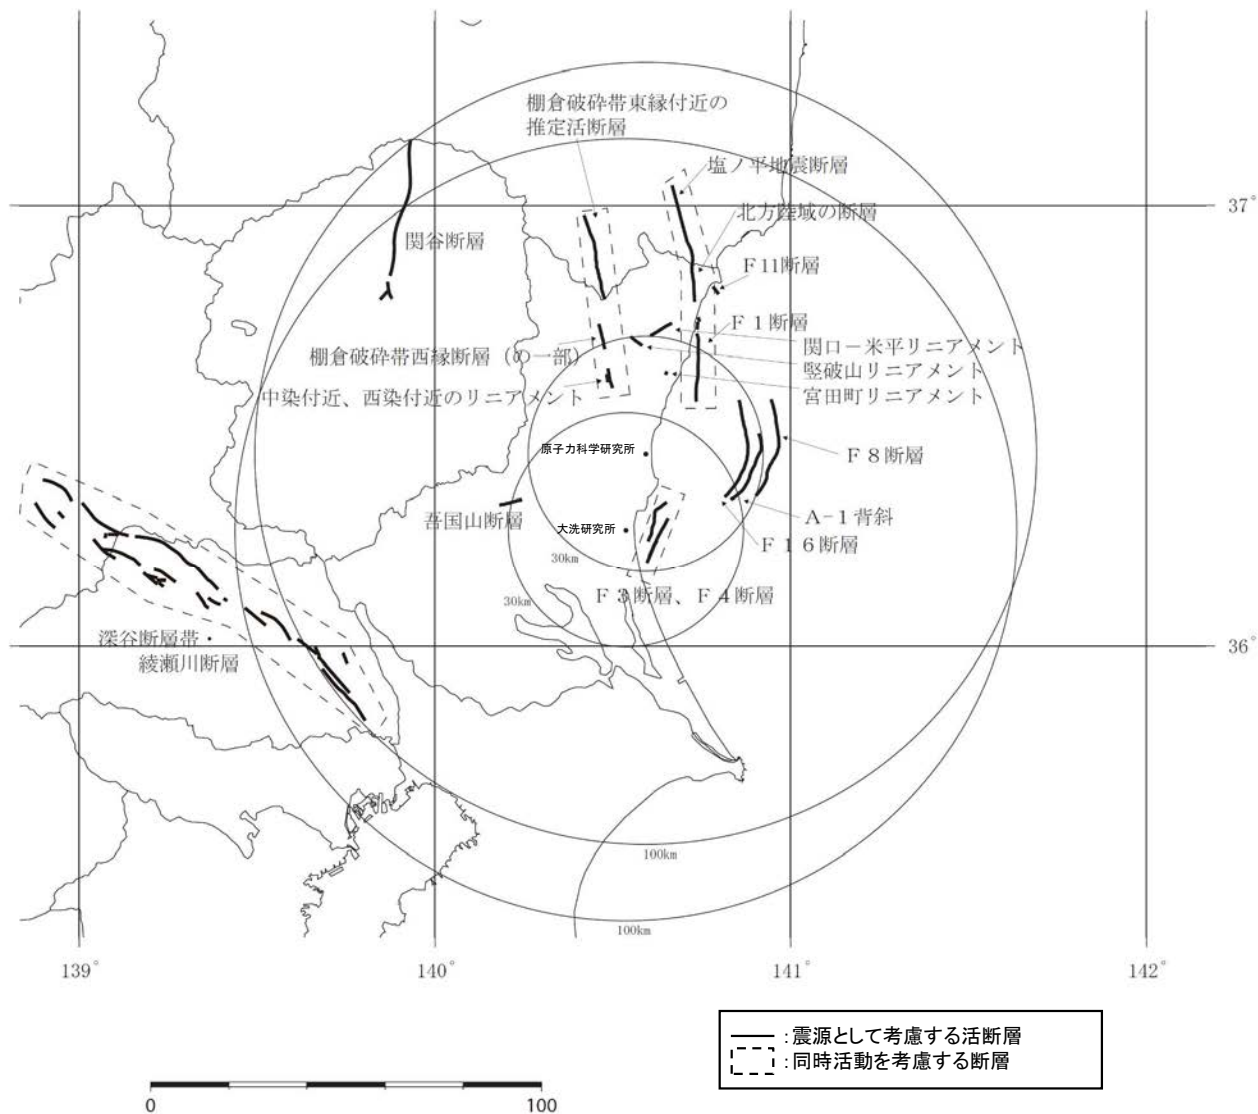 棚倉破砕帯東縁付近の
推定活断層
塩ノ平地震断層
37°
北方陸域の断層
関谷断層
F11断層
F1断層
関口－米平リニアメント
棚倉破砕帯西縁断層（の一部）
竪破山リニアメント
中染付近、西染付近のリニアメント
宮田町リニアメント
原子力科学研究所
F8断層
吾国山断層
A-1背斜
大洗研究所
F16断層
30km
F3断層、F4断層
30km
深谷断層帯・
綾瀬川断層
36°
100km
100km
139°
140°
141°
142°
：震源として考慮する活断層
：同時活動を考慮する断層
0
100